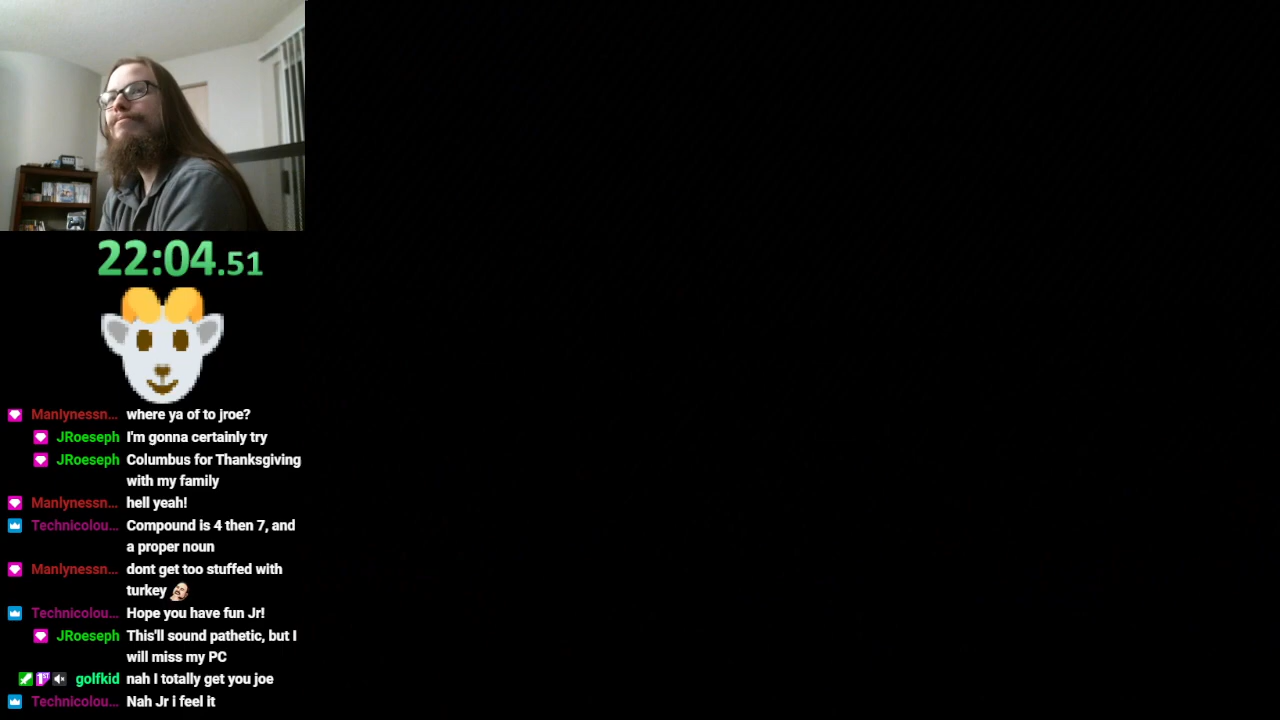 22:04.51
Manlynessn... where ya of to jroe?
JRoeseph I'm gonna certainly try
JRoeseph Columbus for Thanksgiving
with my family
Manlynessn... hell yeah!
Technicolou... Compound is 4 then 7, and
a proper noun
Manlynessn... dont get too stuffed with
turkey
Technicolou... Hope you have fun Jr!
JRoeseph This'll sound pathetic, but I
will miss my PC
1ST golfkid nah I totally get you joe
Technicolou... Nah Jr i feel it